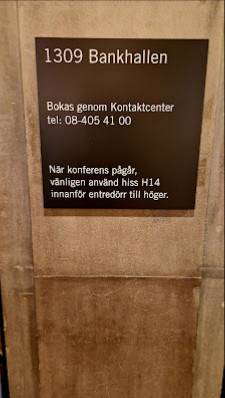 1309 Bankhallen
Bokas genom Kontaktcenter
tel: 08-405 41 00
När konferens pågår,
vänligen använd hiss H14
innanför entredörr till höger.